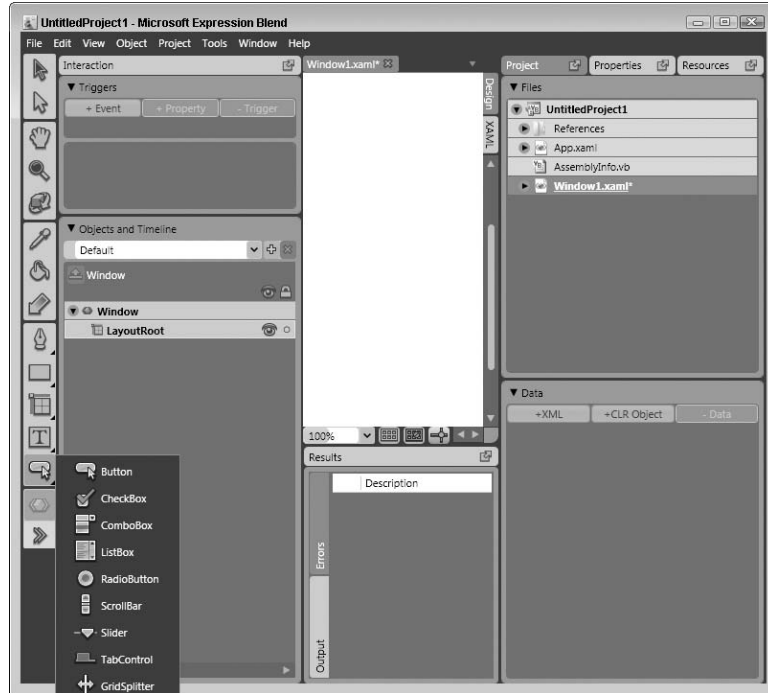 UntitledProject1 - Microsoft Expression Blend
File Edit View Object Project Tools Window Help
Interaction
▼ Triggers
+ Event + Property - Trigger
▼ Objects and Timeline
Default
Window
Window
LayoutRoot
Button
CheckBox
ComboBox
ListBox
RadioButton
ScrollBar
Slider
TabControl
GridSplitter
Window1.xaml*
Design
XAML
100%
Results
Description
Errors
Output
Project Properties Resources
▼ Files
UntitledProject1
References
App.xaml
AssemblyInfo.vb
Window1.xaml*
▼ Data
+XML +CLR Object - Data